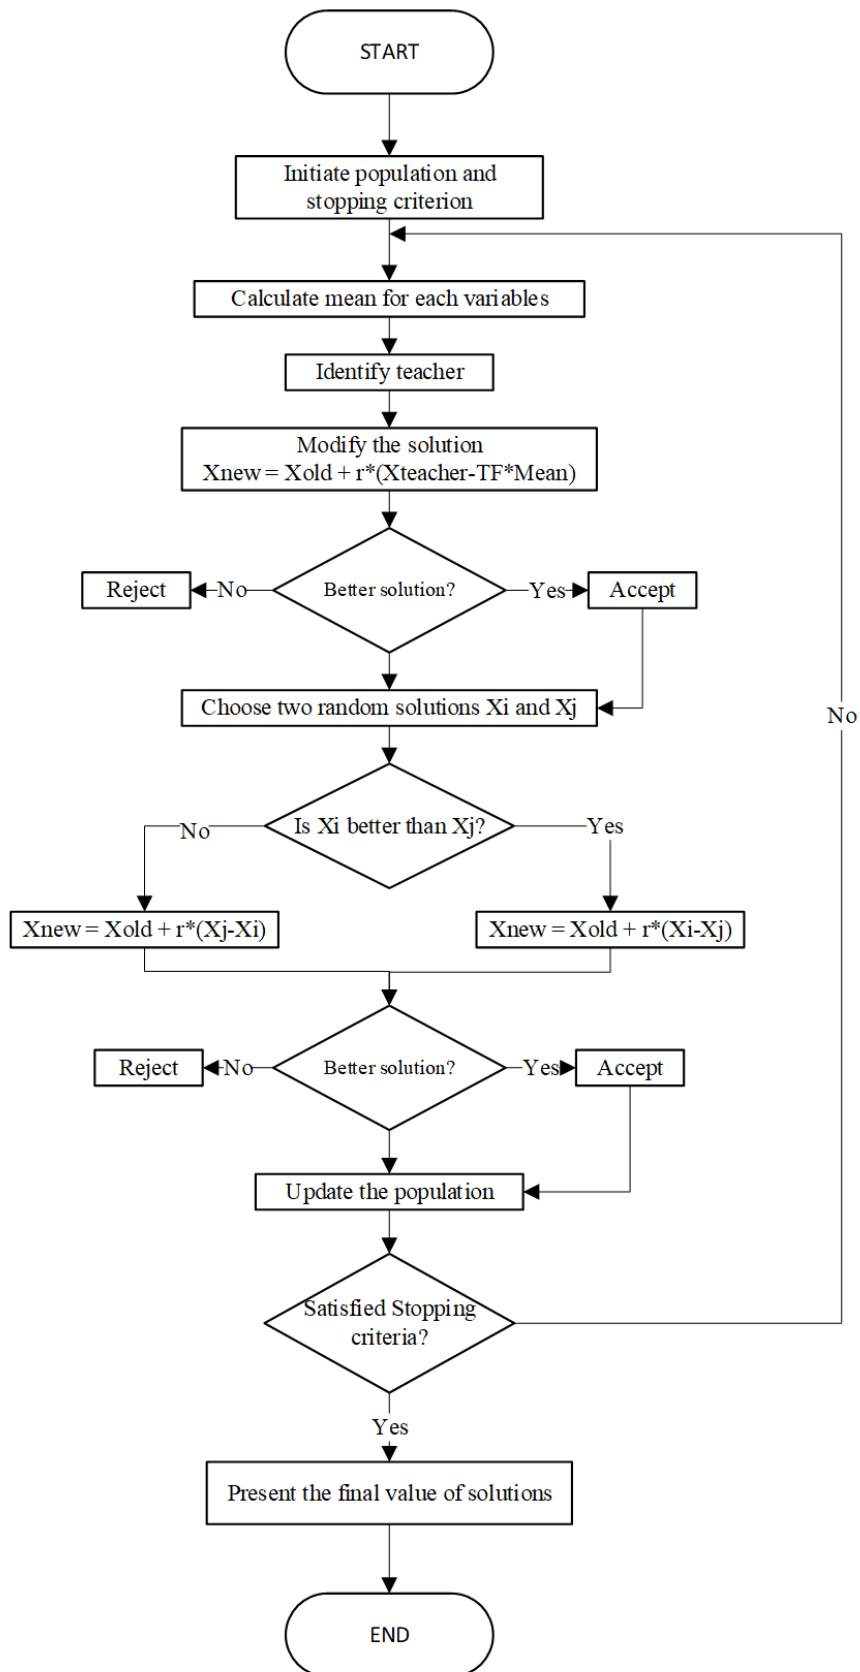 START
Initiate population and
stopping criterion
Calculate mean for each variables
Identify teacher
Modify the solution
Xnew = Xold + r*(Xteacher-TF*Mean)
Reject
No
Better solution?
Yes
Accept
Choose two random solutions Xi and Xj
No
No
Is Xi better than Xj?
Yes
Xnew = Xold + r*(Xj-Xi)
Xnew = Xold + r*(Xi-Xj)
Reject
No
Better solution?
Yes
Accept
Update the population
Satisfied Stopping
criteria?
Yes
Present the final value of solutions
END